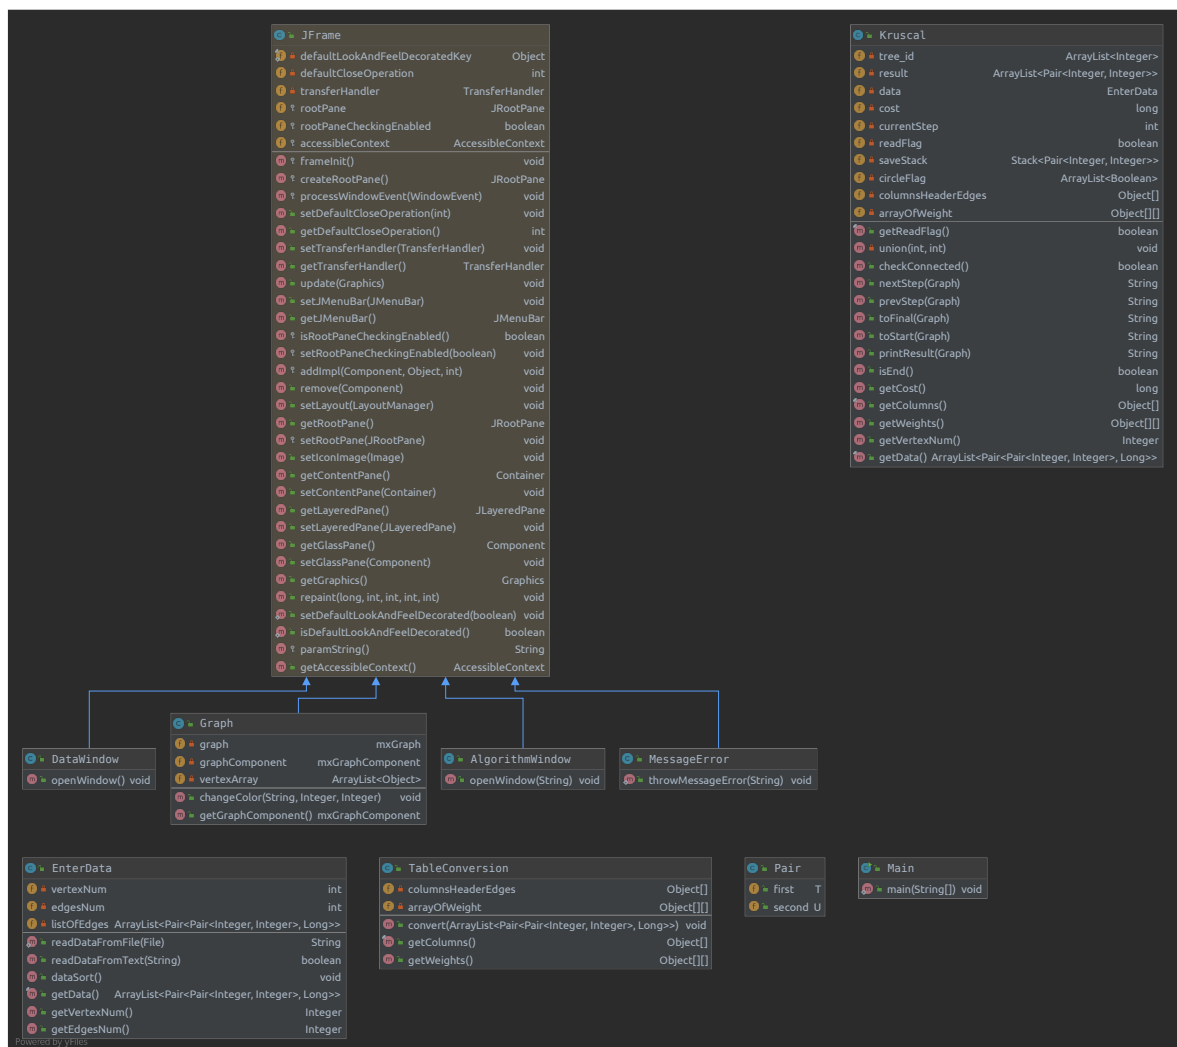 JFrame
defaultLookAndFeelDecoratedKey Object
defaultCloseOperation int
transferHandler TransferHandler
rootPane JRootPane
rootPaneCheckingEnabled boolean
accessibleContext AccessibleContext
frameInit() void
createRootPane() JRootPane
processWindowEvent(WindowEvent) void
setDefaultCloseOperation(int) void
getDefaultCloseOperation() int
setTransferHandler(TransferHandler) void
getTransferHandler() TransferHandler
update(Graphics) void
setJMenuBar(JMenuBar) void
getJMenuBar() JMenuBar
isRootPaneCheckingEnabled() boolean
setRootPaneCheckingEnabled(boolean) void
addImpl(Component, Object, int) void
remove(Component) void
setLayout(LayoutManager) void
getRootPane() JRootPane
setRootPane(JRootPane) void
setIconImage(Image) void
getContentPane() Container
setContentPane(Container) void
getLayeredPane() JLayeredPane
setLayeredPane(JLayeredPane) void
getGlassPane() Component
setGlassPane(Component) void
getGraphics() Graphics
repaint(long, int, int, int, int) void
setDefaultLookAndFeelDecorated(boolean) void
isDefaultLookAndFeelDecorated() boolean
paramString() String
getAccessibleContext() AccessibleContext
Kruscal
tree_id ArrayList<Integer>
result ArrayList<Pair<Integer, Integer>>
data EnterData
cost long
currentStep int
readFlag boolean
saveStack Stack<Pair<Integer, Integer>>
circleFlag ArrayList<Boolean>
columnsHeaderEdges Object[]
arrayOfWeight Object[][]
getReadFlag() boolean
union(int, int) void
checkConnected() boolean
nextStep(Graph) String
prevStep(Graph) String
toFinal(Graph) String
toStart(Graph) String
printResult(Graph) String
isEnd() boolean
getCost() long
getColumns() Object[]
getWeights() Object[][]
getVertexNum() Integer
getData() ArrayList<Pair<Pair<Integer, Integer>, Long>>
DataWindow
openWindow() void
Graph
graph mxGraph
graphComponent mxGraphComponent
vertexArray ArrayList<Object>
changeColor(String, Integer, Integer) void
getGraphComponent() mxGraphComponent
AlgorithmWindow
openWindow(String) void
MessageError
throwMessageError(String) void
EnterData
vertexNum int
edgesNum int
listOfEdges ArrayList<Pair<Pair<Integer, Integer>, Long>>
readDataFromFile(File) String
readDataFromText(String) boolean
dataSort() void
getData() ArrayList<Pair<Pair<Integer, Integer>, Long>>
getVertexNum() Integer
getEdgesNum() Integer
TableConversion
columnsHeaderEdges Object[]
arrayOfWeight Object[][]
convert(ArrayList<Pair<Pair<Integer, Integer>, Long>>) void
getColumns() Object[]
getWeights() Object[][]
Pair
first T
second U
Main
main(String[]) void
Powered by yFiles